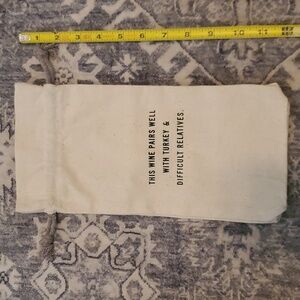 1 2 3 4 5 6 7 8 9 10 11
THIS WINE PAIRS WELL
WITH TURKEY &
DIFFICULT RELATIVES.